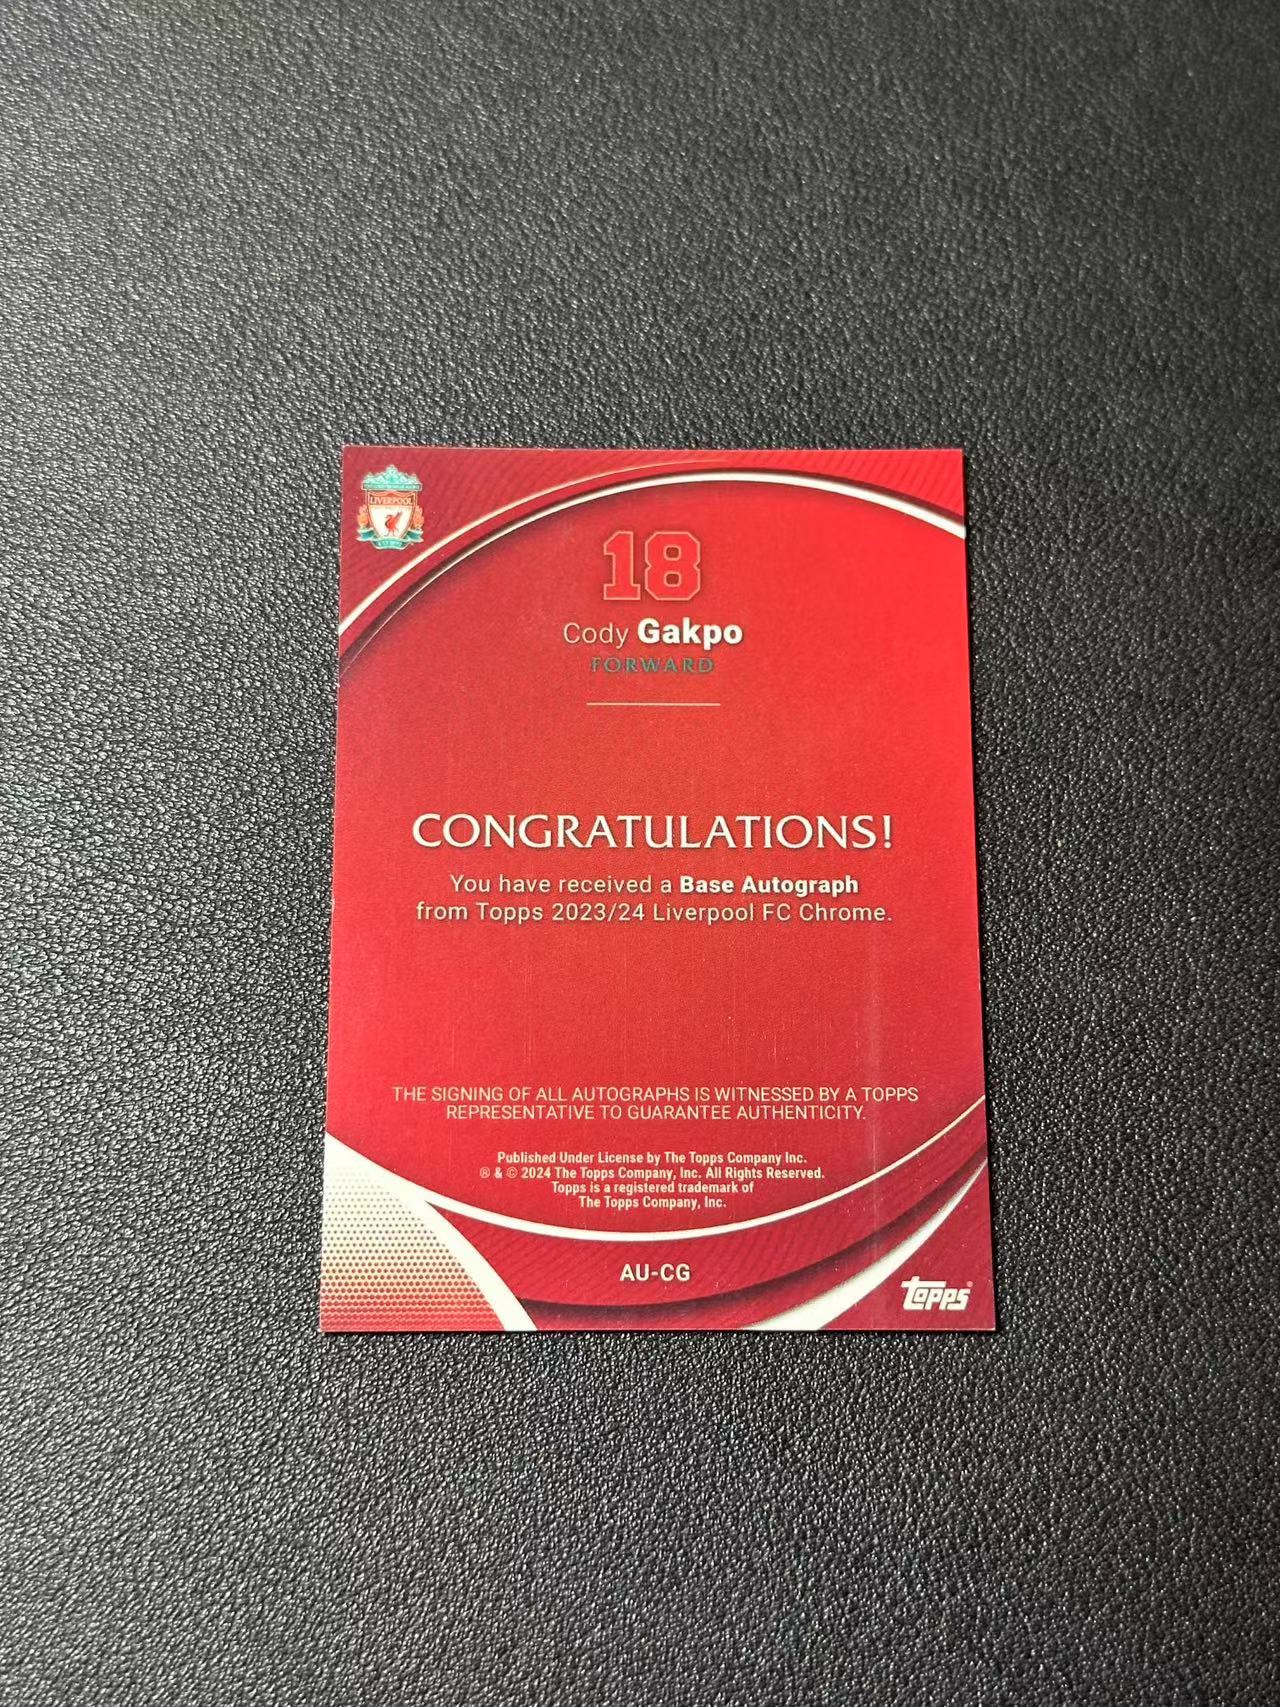 LIVERPOOL
18
Cody Gakpo
FORWARD
CONGRATULATIONS!
You have received a Base Autograph
from Topps 2023/24 Liverpool FC Chrome.
THE SIGNING OF ALL AUTOGRAPHS IS WITNESSED BY A TOPPS
REPRESENTATIVE TO GUARANTEE AUTHENTICITY.
Published Under License by The Topps Company Inc.
® & © 2024 The Topps Company, Inc. All Rights Reserved.
Topps is a registered trademark of
The Topps Company, Inc.
AU-CG
topps®